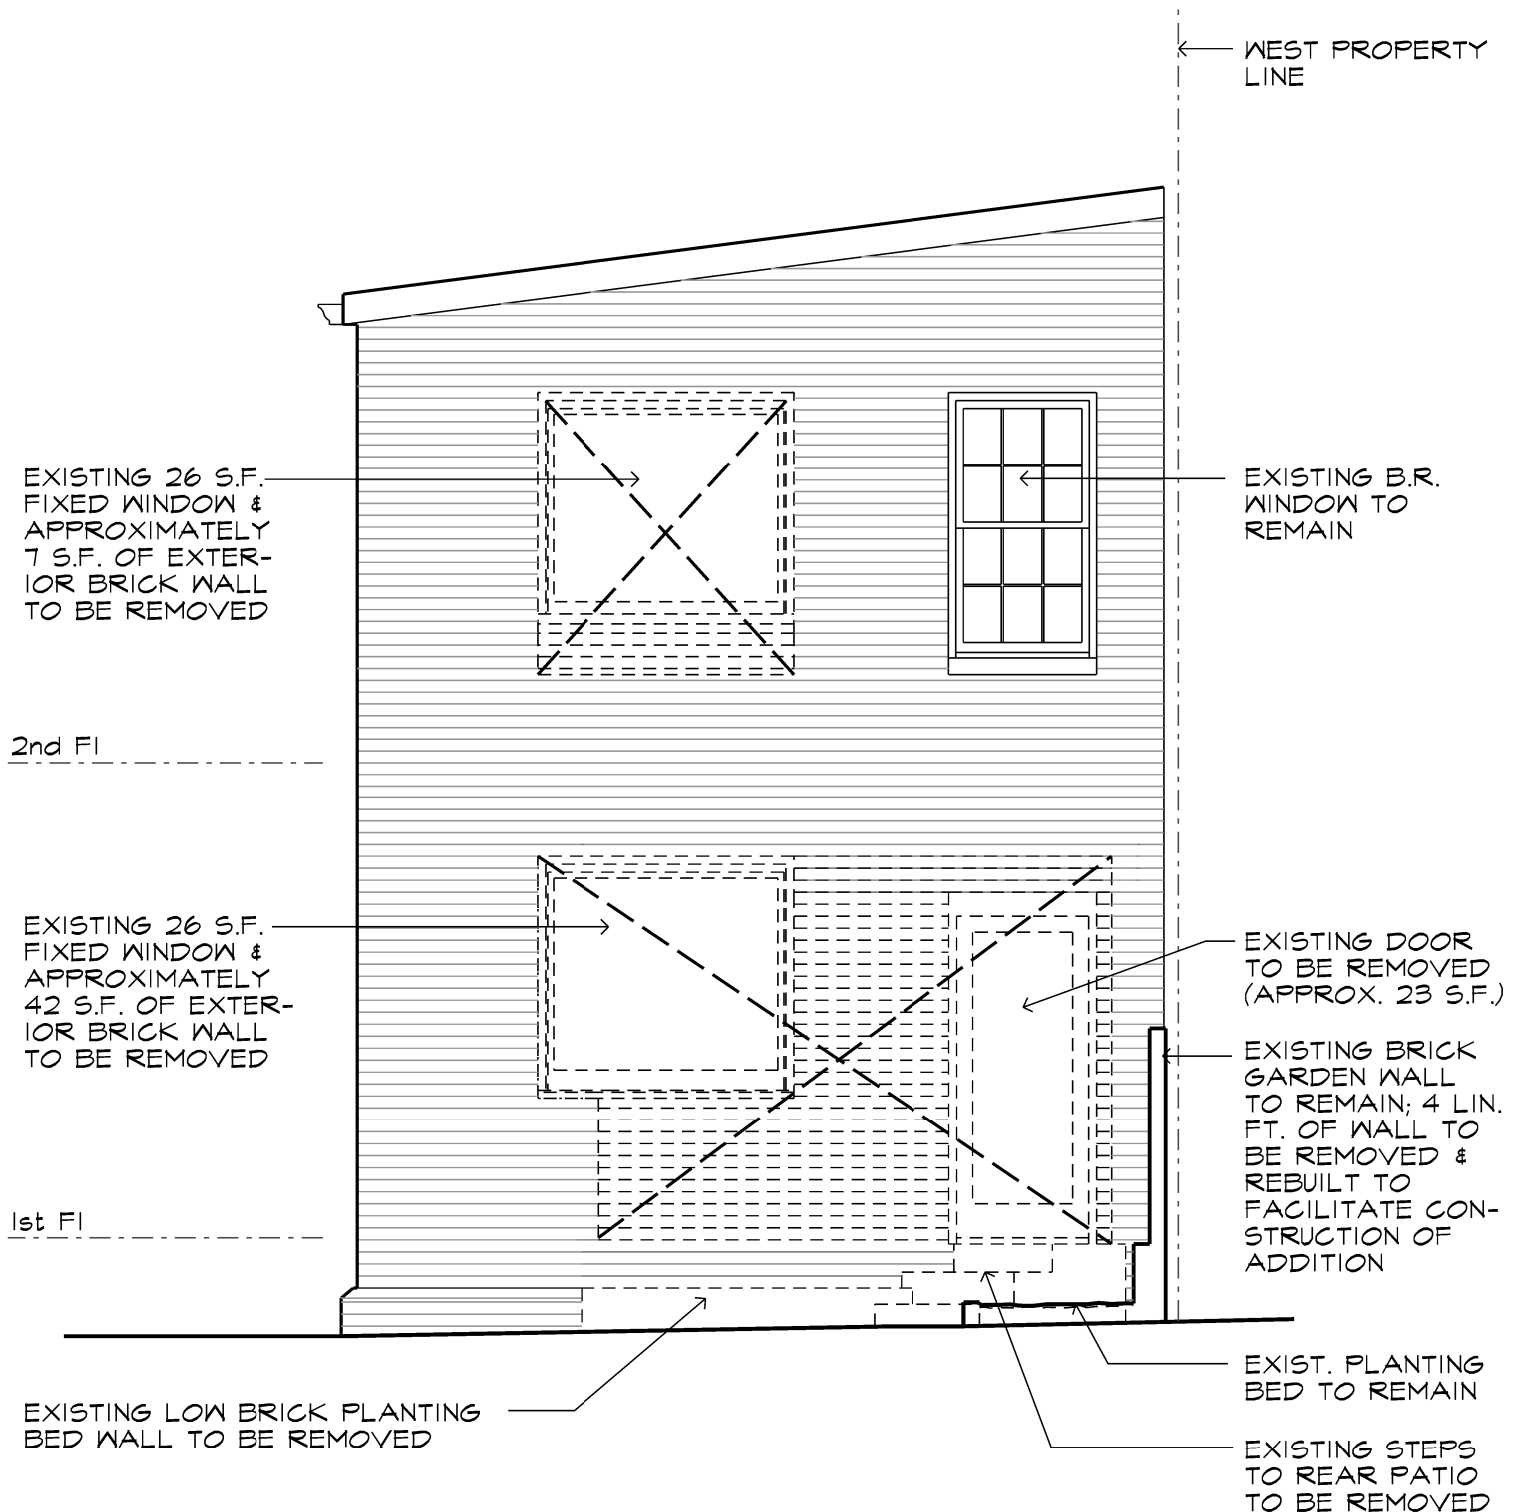 WEST PROPERTY
LINE
EXISTING 26 S.F.
FIXED WINDOW &
APPROXIMATELY
7 S.F. OF EXTER-
IOR BRICK WALL
TO BE REMOVED
EXISTING B.R.
WINDOW TO
REMAIN
2nd Fl
EXISTING 26 S.F.
FIXED WINDOW &
APPROXIMATELY
42 S.F. OF EXTER-
IOR BRICK WALL
TO BE REMOVED
EXISTING DOOR
TO BE REMOVED
(APPROX. 23 S.F.)
EXISTING BRICK
GARDEN WALL
TO REMAIN; 4 LIN.
FT. OF WALL TO
BE REMOVED &
REBUILT TO
FACILITATE CON-
STRUCTION OF
ADDITION
1st Fl
EXIST. PLANTING
BED TO REMAIN
EXISTING LOW BRICK PLANTING
BED WALL TO BE REMOVED
EXISTING STEPS
TO REAR PATIO
TO BE REMOVED